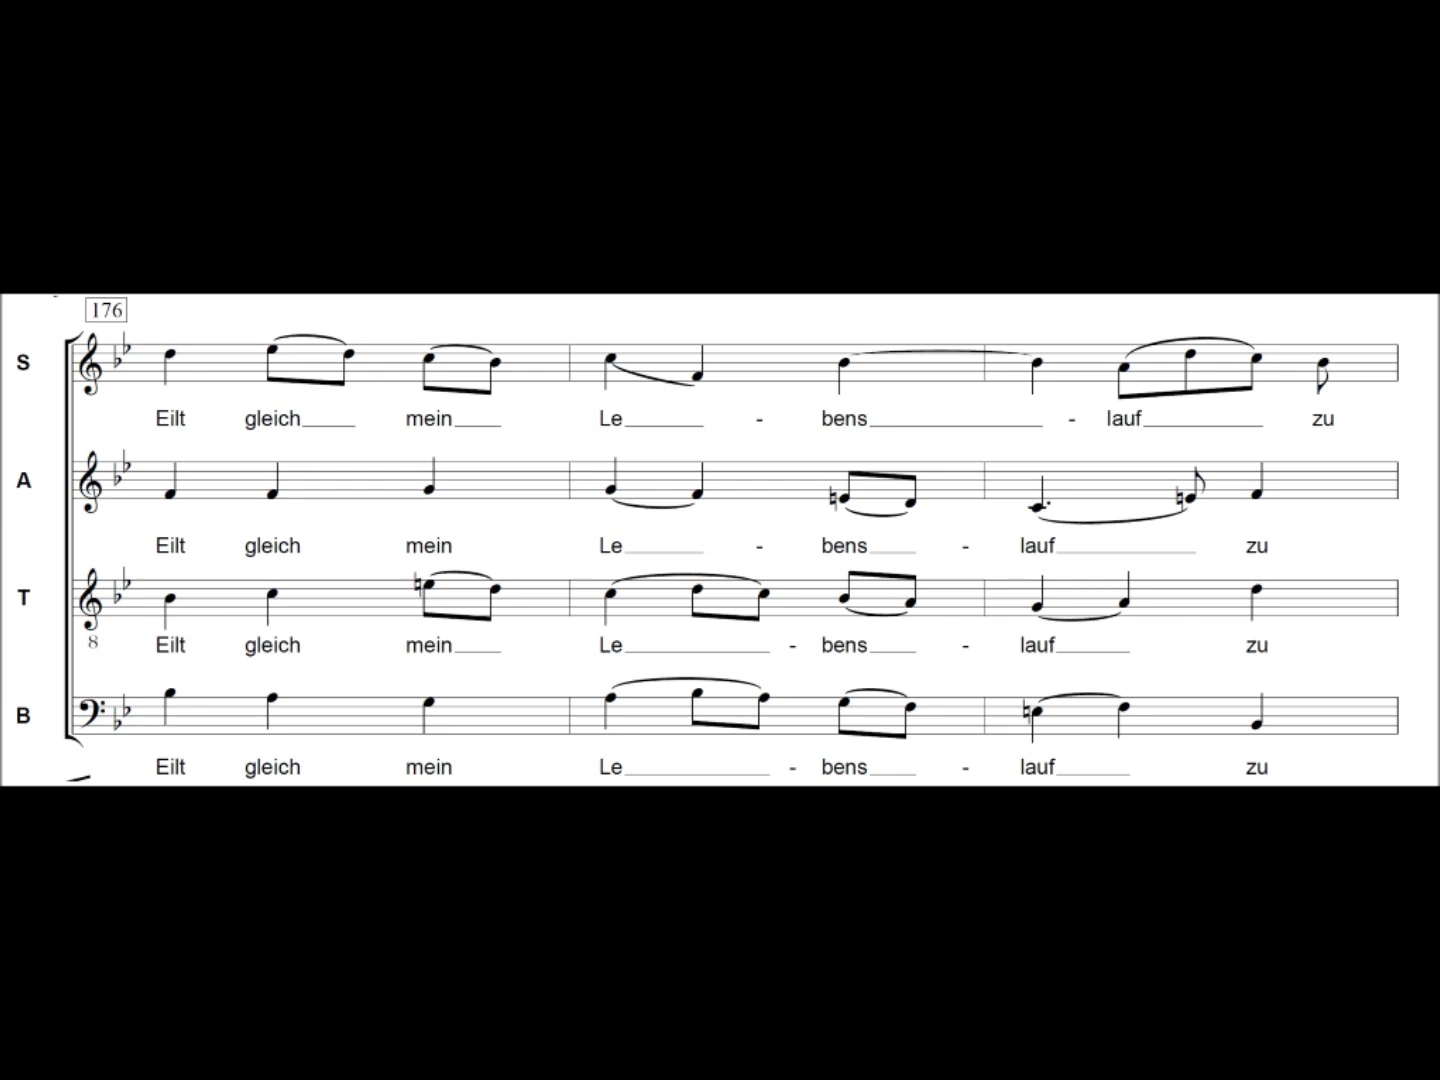 176
S
Eilt gleich mein Le - bens - lauf zu
A
Eilt gleich mein Le - bens - lauf zu
T
8
Eilt gleich mein Le - bens - lauf zu
B
Eilt gleich mein Le - bens - lauf zu